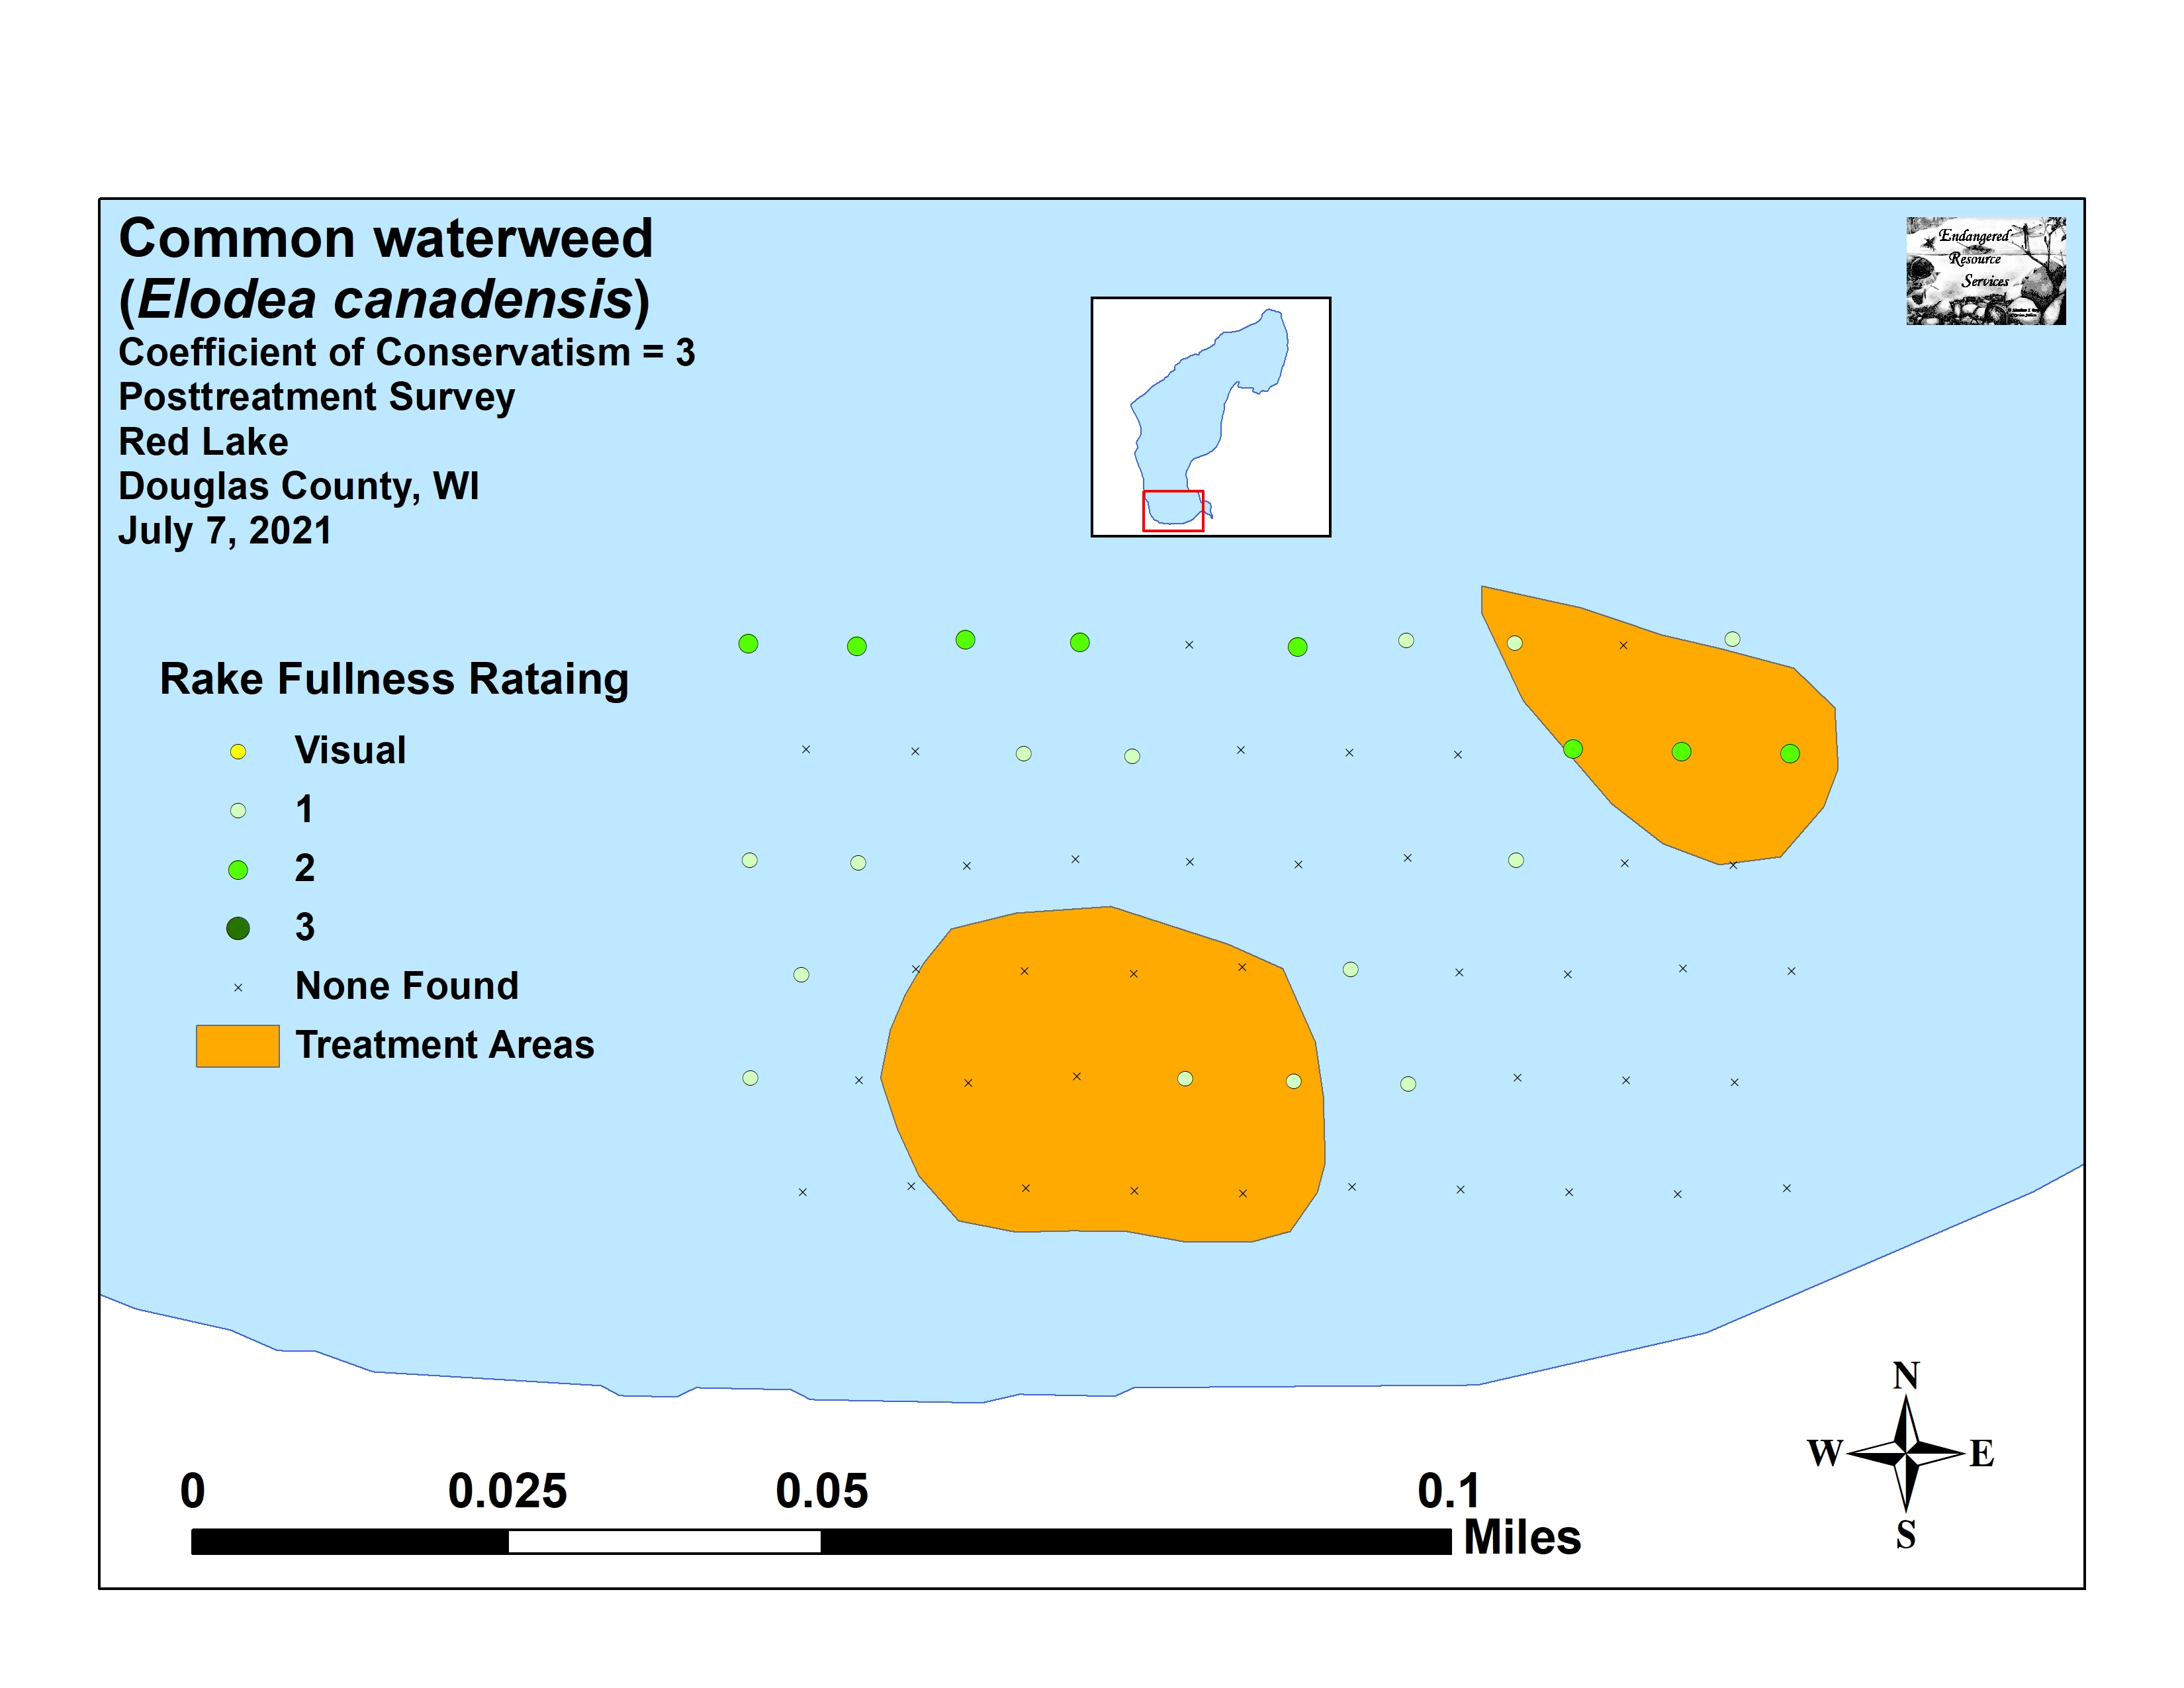 Common waterweed
(Elodea canadensis)
Coefficient of Conservatism = 3
Posttreatment Survey
Red Lake
Douglas County, WI
July 7, 2021
Endangered
Resource
Services
Rake Fullness Rataing
Visual
1
2
3
None Found
Treatment Areas
0 0.025 0.05 0.1
Miles
N
W E
S